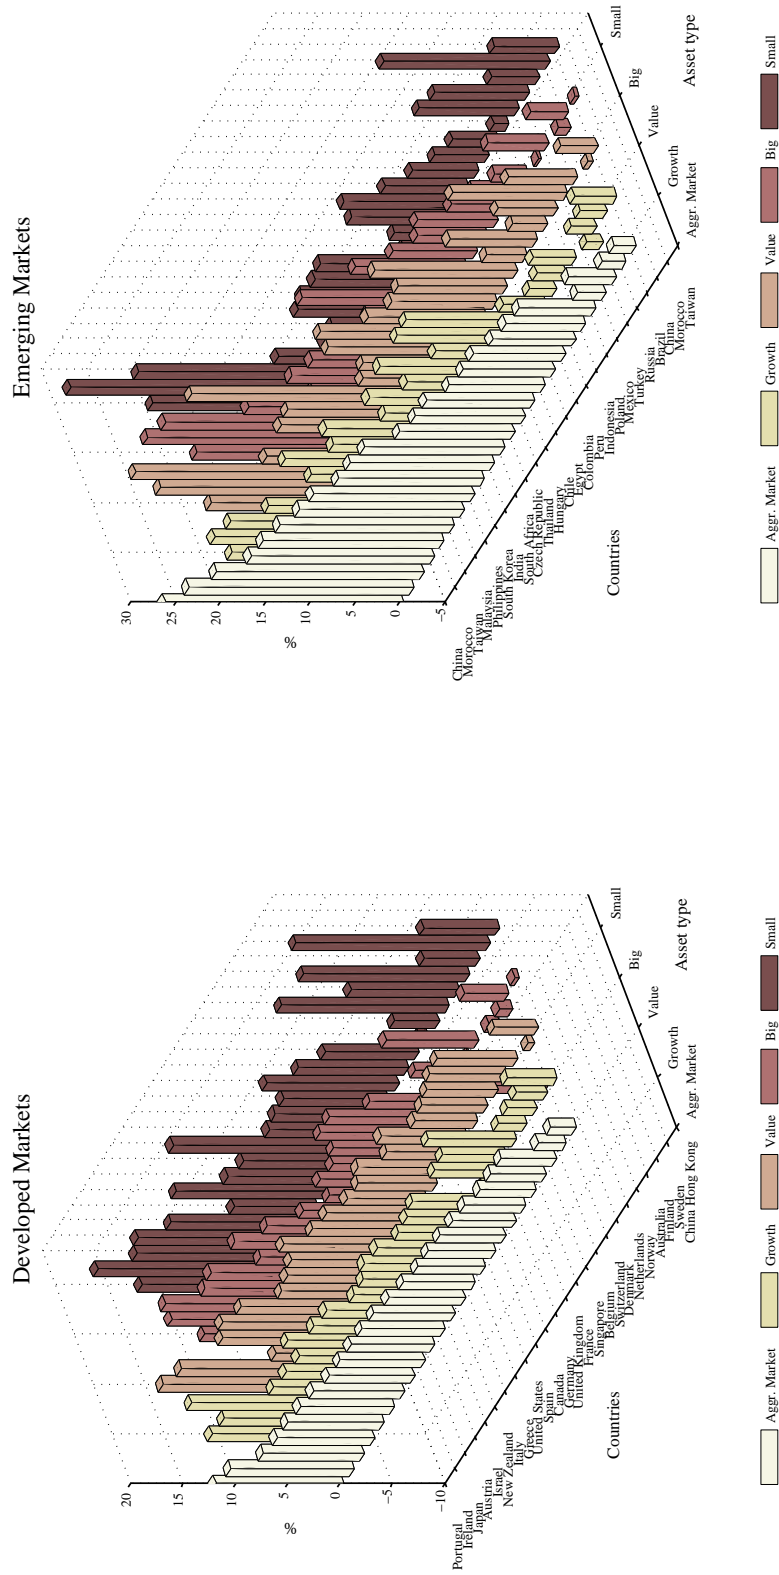 Developed Markets
20
15
10
5
0
−5
−10
%
Portugal
Ireland
Japan
Austria
Israel
New Zealand
Italy
Greece
United States
Spain
Canada
Germany
United Kingdom
France
Singapore
Belgium
Switzerland
Denmark
Netherlands
Norway
Australia
Finland
Sweden
China Hong Kong
Countries
Aggr. Market
Growth
Value
Big
Small
Asset type
Aggr. Market Growth Value Big Small
Emerging Markets
30
25
20
15
10
5
0
−5
%
China
Morocco
Taiwan
Malaysia
Philippines
South Korea
India
South Africa
Czech Republic
Thailand
Hungary
Chile
Egypt
Colombia
Peru
Indonesia
Poland
Mexico
Turkey
Russia
Brazil
China
Morocco
Taiwan
Countries
Aggr. Market
Growth
Value
Big
Small
Asset type
Aggr. Market Growth Value Big Small